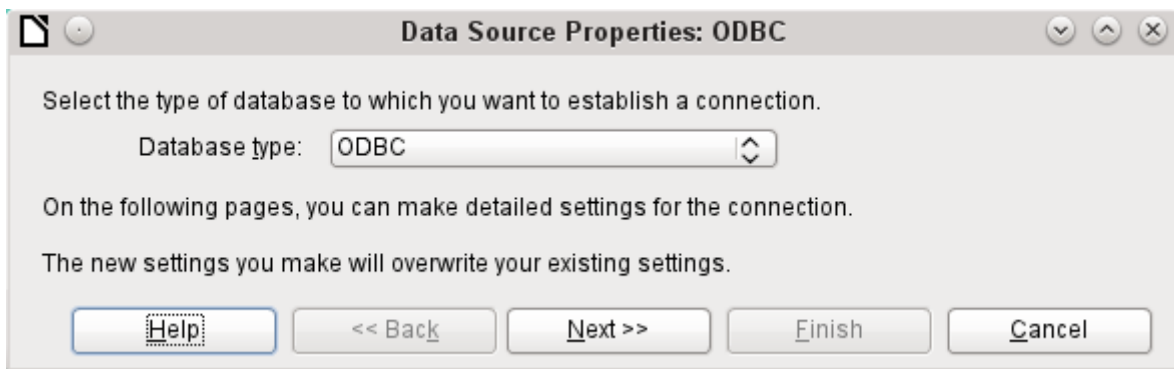 Data Source Properties: ODBC
Select the type of database to which you want to establish a connection.
Database type: ODBC
On the following pages, you can make detailed settings for the connection.
The new settings you make will overwrite your existing settings.
Help << Back Next >> Finish Cancel